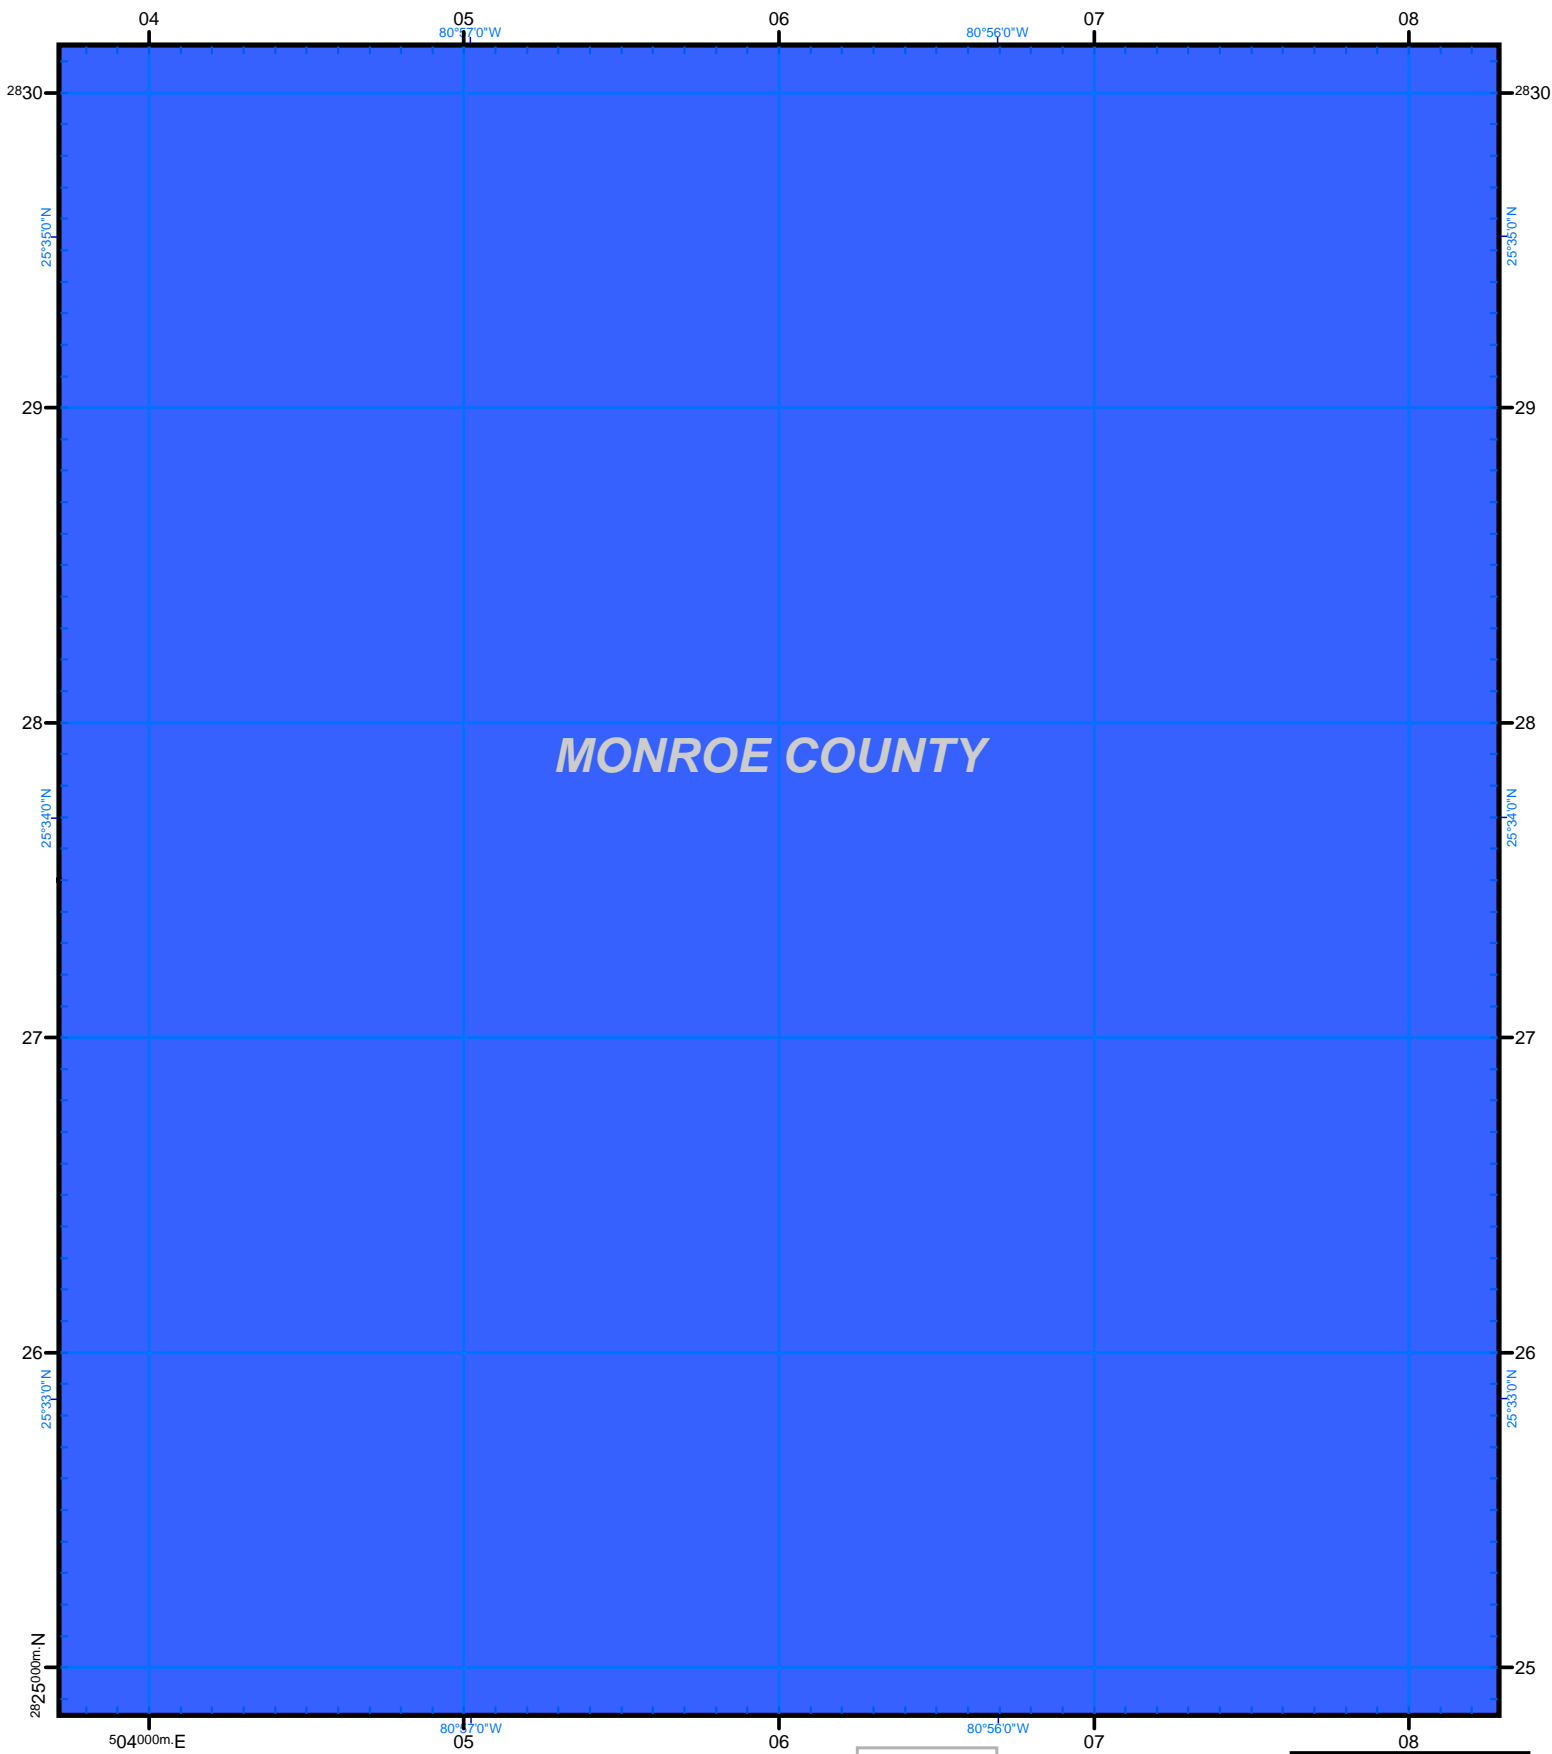 04 05 06 07 08
80°57'0"W 80°56'0"W
2830 2830
25°35'0"N 25°35'0"N
29 29
28 28
MONROE COUNTY
25°34'0"N 25°34'0"N
27 27
26 26
25°33'0"N 25°33'0"N
2825000m.N 25
80°57'0"W 80°56'0"W
504000m.E 05 06 07 08